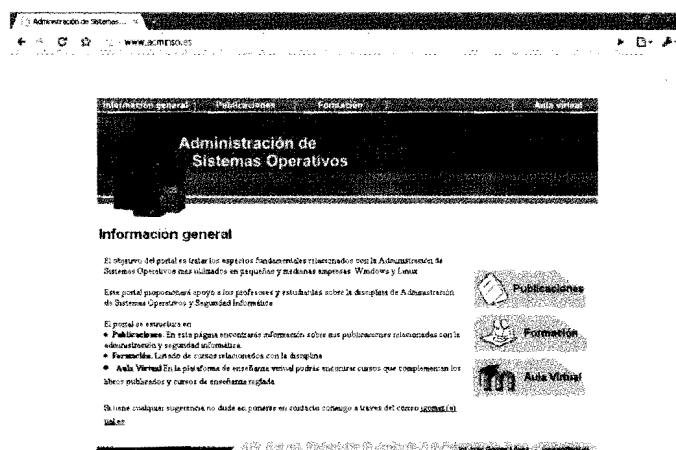 Administración de Sistemas...
www.adminso.es
Información general Publicaciones Formación Aula virtual
Administración de
Sistemas Operativos
Información general
El objetivo del portal es tratar los aspectos fundamentales relacionados con la Administración de
Sistemas Operativos más utilizados en pequeñas y medianas empresas: Windows y Linux
Este portal proporcionará apoyo a los profesores y estudiantes sobre la disciplina de Administración
de Sistemas Operativos y Seguridad Informática
El portal se estructura en
• Publicaciones. En esta página encontrarás información sobre mis publicaciones relacionadas con la
administración y seguridad informática.
• Formación. Listado de cursos relacionados con la disciplina
• Aula Virtual En la plataforma de enseñanza virtual podrás encontrar cursos que complementan los
libros publicados y cursos de enseñanza reglada
Si tiene cualquier sugerencia no dude en ponerse en contacto conmigo a través del correo
ual.es
Publicaciones
Formación
Aula Virtual